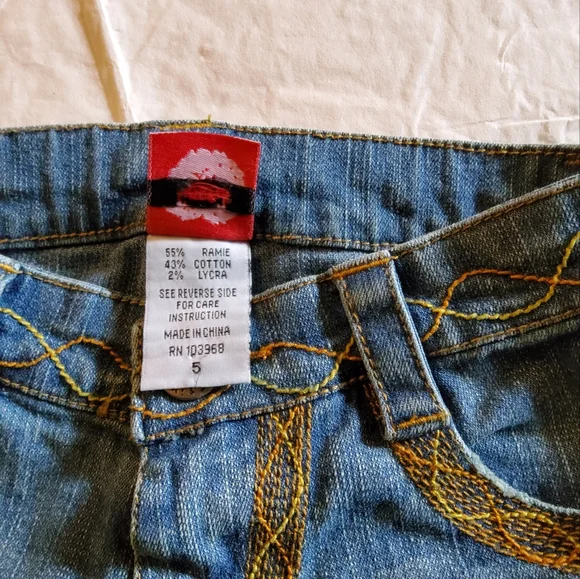 55% RAMIE
43% COTTON
2% LYCRA
SEE REVERSE SIDE
FOR CARE
INSTRUCTION
MADE IN CHINA
RN 103968
5